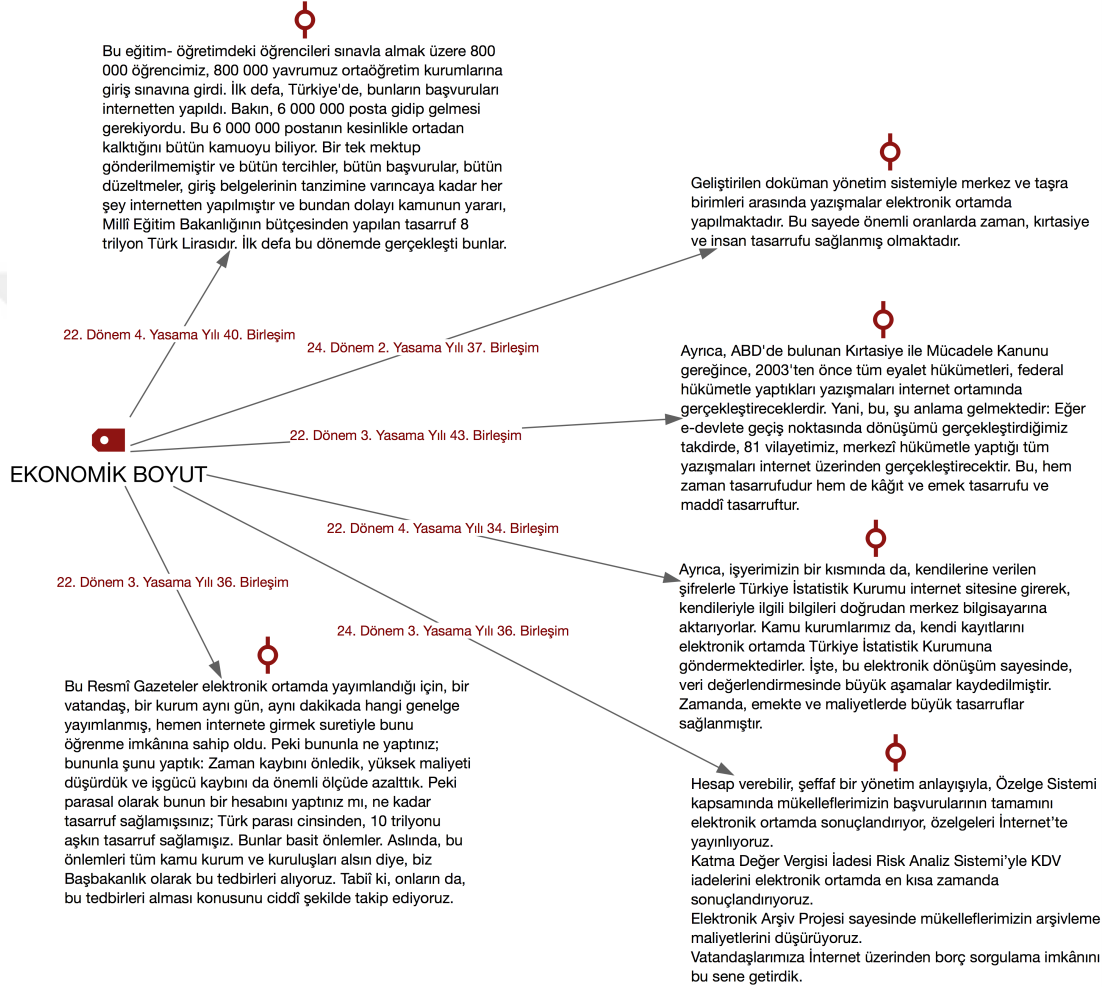 Bu eğitim- öğretimdeki öğrencileri sınavla almak üzere 800
000 öğrencimiz, 800 000 yavrumuz ortaöğretim kurumlarına
giriş sınavına girdi. İlk defa, Türkiye'de, bunların başvuruları
internetten yapıldı. Bakın, 6 000 000 posta gidip gelmesi
gerekiyordu. Bu 6 000 000 postanın kesinlikle ortadan
kalktığını bütün kamuoyu biliyor. Bir tek mektup
gönderilmemiştir ve bütün tercihler, bütün başvurular, bütün
düzeltmeler, giriş belgelerinin tanzimine varıncaya kadar her
şey internetten yapılmıştır ve bundan dolayı kamunun yararı,
Millî Eğitim Bakanlığının bütçesinden yapılan tasarruf 8
trilyon Türk Lirasıdır. İlk defa bu dönemde gerçekleşti bunlar.
Geliştirilen doküman yönetim sistemiyle merkez ve taşra
birimleri arasında yazışmalar elektronik ortamda
yapılmaktadır. Bu sayede önemli oranlarda zaman, kırtasiye
ve insan tasarrufu sağlanmış olmaktadır.
22. Dönem 4. Yasama Yılı 40. Birleşim
24. Dönem 2. Yasama Yılı 37. Birleşim
Ayrıca, ABD'de bulunan Kırtasiye ile Mücadele Kanunu
gereğince, 2003'ten önce tüm eyalet hükümetleri, federal
hükümetle yaptıkları yazışmaları internet ortamında
gerçekleştireceklerdir. Yani, bu, şu anlama gelmektedir: Eğer
e-devlete geçiş noktasında dönüşümü gerçekleştirdiğimiz
takdirde, 81 vilayetimiz, merkezî hükümetle yaptığı tüm
yazışmaları internet üzerinden gerçekleştirecektir. Bu, hem
zaman tasarrufudur hem de kâğıt ve emek tasarrufu ve
maddî tasarruftur.
22. Dönem 3. Yasama Yılı 43. Birleşim
EKONOMİK BOYUT
22. Dönem 4. Yasama Yılı 34. Birleşim
Ayrıca, işyerimizin bir kısmında da, kendilerine verilen
şifrelerle Türkiye İstatistik Kurumu internet sitesine girerek,
kendileriyle ilgili bilgileri doğrudan merkez bilgisayarına
aktarıyorlar. Kamu kurumlarımız da, kendi kayıtlarını
elektronik ortamda Türkiye İstatistik Kurumuna
göndermektedirler. İşte, bu elektronik dönüşüm sayesinde,
veri değerlendirmesinde büyük aşamalar kaydedilmiştir.
Zamanda, emekte ve maliyetlerde büyük tasarruflar
sağlanmıştır.
22. Dönem 3. Yasama Yılı 36. Birleşim
24. Dönem 3. Yasama Yılı 36. Birleşim
Bu Resmî Gazeteler elektronik ortamda yayımlandığı için, bir
vatandaş, bir kurum aynı gün, aynı dakikada hangi genelge
yayımlanmış, hemen internete girmek suretiyle bunu
öğrenme imkânına sahip oldu. Peki bununla ne yaptınız;
bununla şunu yaptık: Zaman kaybını önledik, yüksek maliyeti
düşürdük ve işgücü kaybını da önemli ölçüde azalttık. Peki
parasal olarak bunun bir hesabını yaptınız mı, ne kadar
tasarruf sağlamışsınız; Türk parası cinsinden, 10 trilyonu
aşkın tasarruf sağlamışız. Bunlar basit önlemler. Aslında, bu
önlemleri tüm kamu kurum ve kuruluşları alsın diye, biz
Başbakanlık olarak bu tedbirleri alıyoruz. Tabiî ki, onların da,
bu tedbirleri alması konusunu ciddî şekilde takip ediyoruz.
Hesap verebilir, şeffaf bir yönetim anlayışıyla, Özelge Sistemi
kapsamında mükelleflerimizin başvurularının tamamını
elektronik ortamda sonuçlandırıyor, özelgeleri İnternet’te
yayınlıyoruz.
Katma Değer Vergisi İadesi Risk Analiz Sistemi’yle KDV
iadelerini elektronik ortamda en kısa zamanda
sonuçlandırıyoruz.
Elektronik Arşiv Projesi sayesinde mükelleflerimizin arşivleme
maliyetlerini düşürüyoruz.
Vatandaşlarımıza İnternet üzerinden borç sorgulama imkânını
bu sene getirdik.